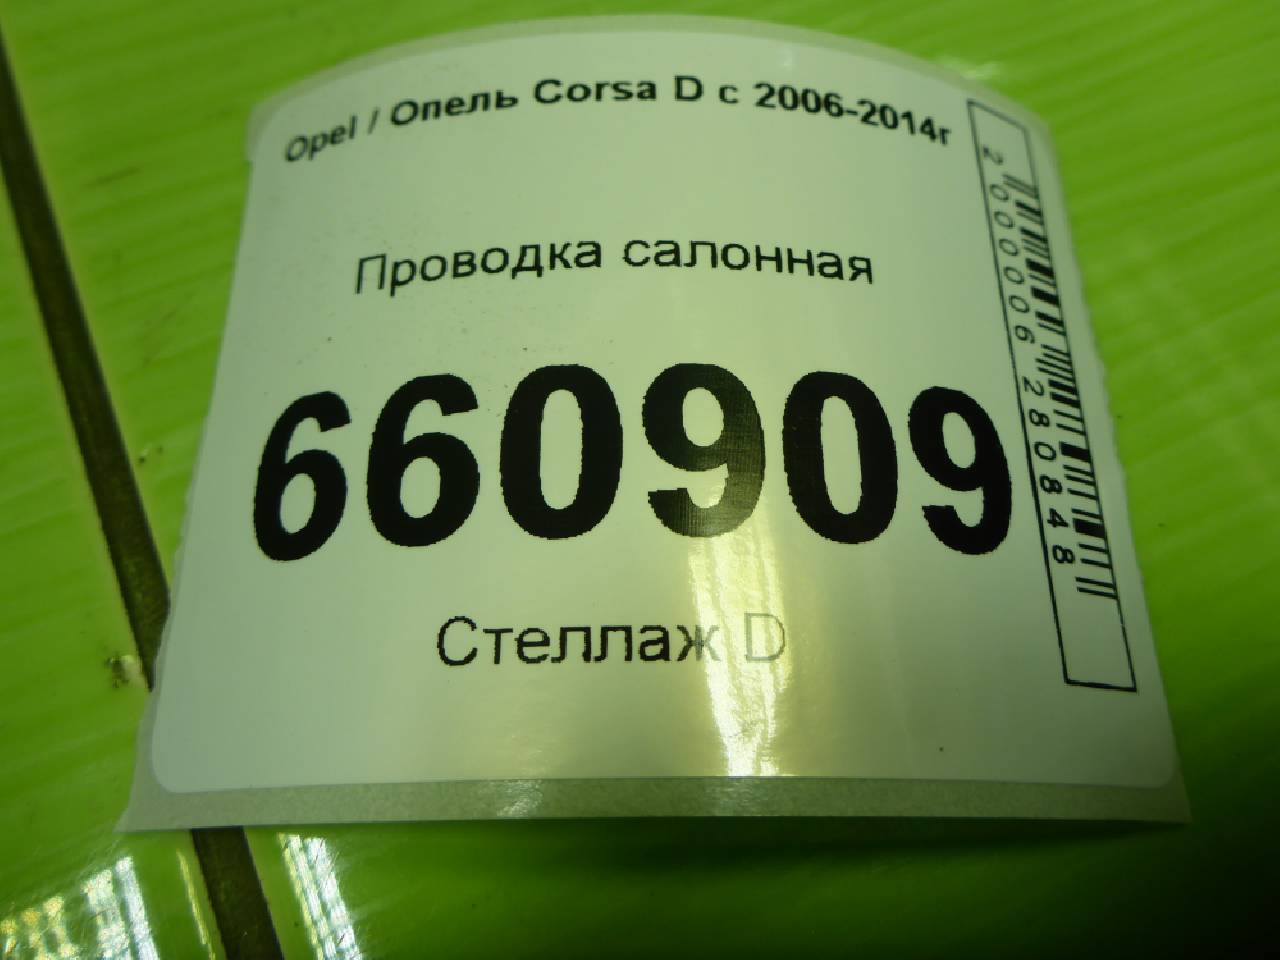 Opel / Опель Corsa D с 2006-2014г
Проводка салонная
660909
Стеллаж D
2000006280848